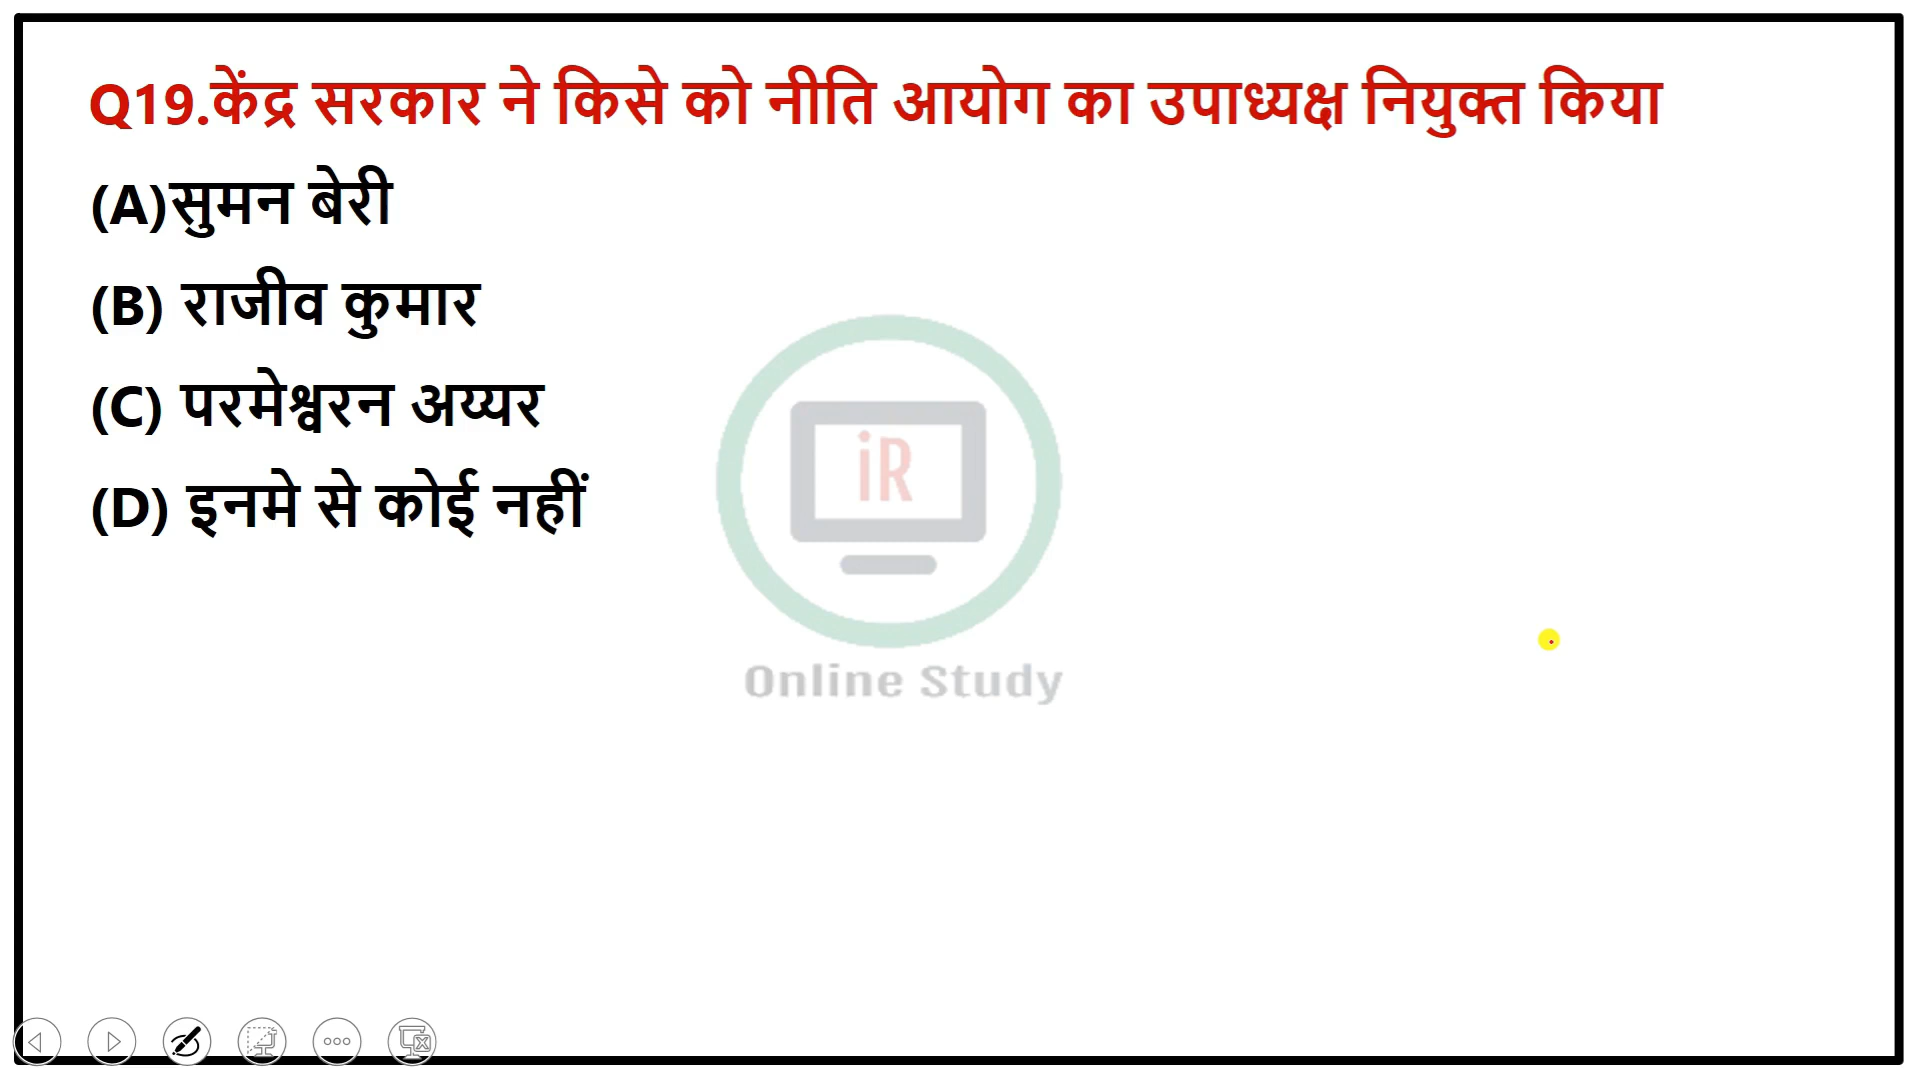 Q19.केंद्र सरकार ने किसे को नीति आयोग का उपाध्यक्ष नियुक्त किया
(A)सुमन बेरी
(B) राजीव कुमार
(C) परमेश्वरन अय्यर
(D) इनमे से कोई नहीं
iR
Online Study